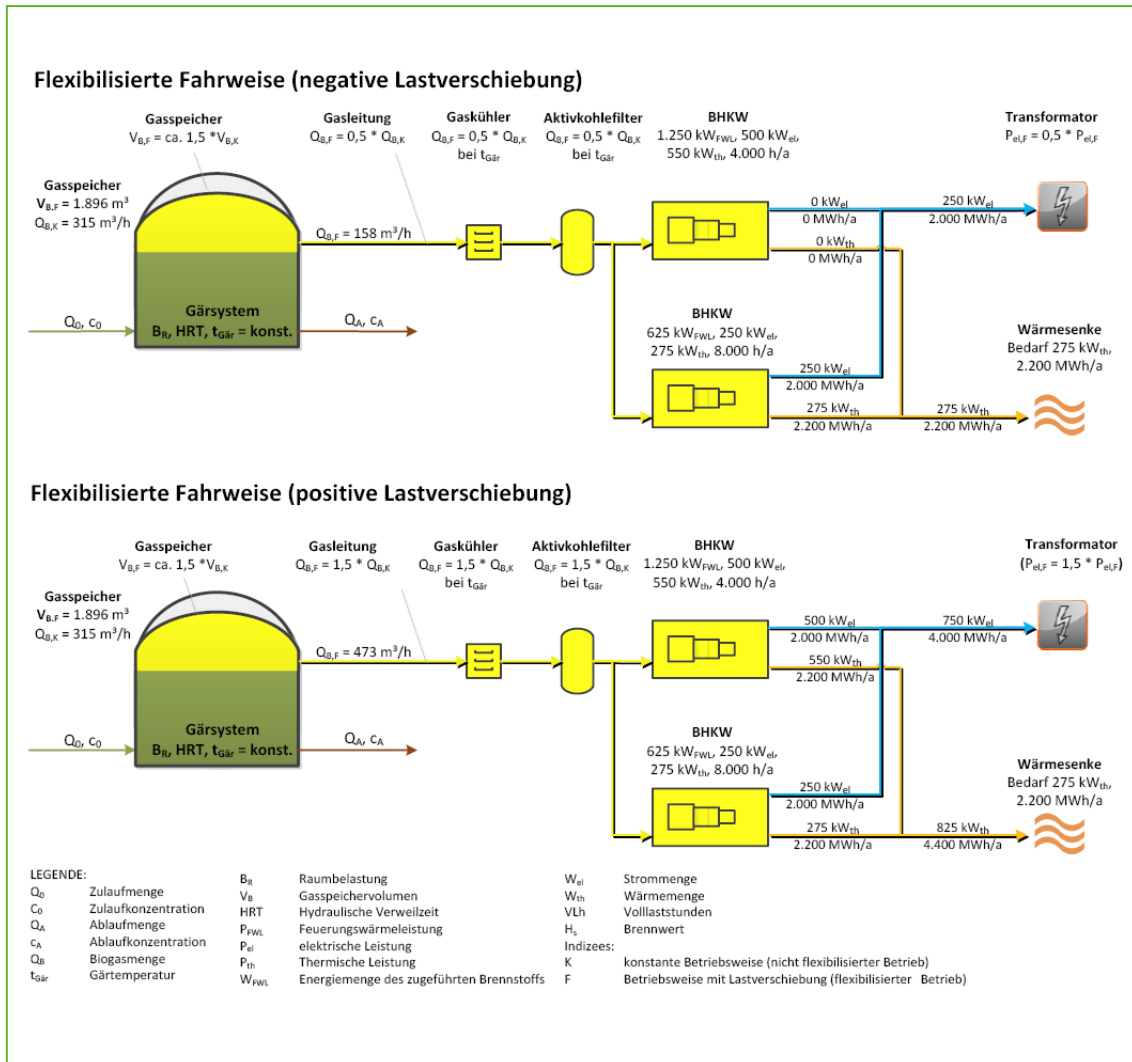 Flexibilisierte Fahrweise (negative Lastverschiebung)
Gasspeicher
V_B,F = ca. 1,5 *V_B,K
Gasleitung
Q_B,F = 0,5 * Q_B,K
Gaskühler
Q_B,F = 0,5 * Q_B,K
bei t_Gär
Aktivkohlefilter
Q_B,F = 0,5 * Q_B,K
bei t_Gär
BHKW
1.250 kW_FWL, 500 kW_el,
550 kW_th, 4.000 h/a
Transformator
P_el,F = 0,5 * P_el,F
Gasspeicher
V_B,F = 1.896 m³
Q_B,K = 315 m³/h
Q_B,F = 158 m³/h
0 kW_el
0 MWh/a
250 kW_el
2.000 MWh/a
0 kW_th
0 MWh/a
Gärsystem
B_R, HRT, t_Gär = konst.
Q_0, c_0
Q_A, c_A
BHKW
625 kW_FWL, 250 kW_el,
275 kW_th, 8.000 h/a
250 kW_el
2.000 MWh/a
275 kW_th
2.200 MWh/a
275 kW_th
2.200 MWh/a
Wärmesenke
Bedarf 275 kW_th,
2.200 MWh/a
Flexibilisierte Fahrweise (positive Lastverschiebung)
Gasspeicher
V_B,F = ca. 1,5 *V_B,K
Gasleitung
Q_B,F = 1,5 * Q_B,K
Gaskühler
Q_B,F = 1,5 * Q_B,K
bei t_Gär
Aktivkohlefilter
Q_B,F = 1,5 * Q_B,K
bei t_Gär
BHKW
1.250 kW_FWL, 500 kW_el,
550 kW_th, 4.000 h/a
Transformator
(P_el,F = 1,5 * P_el,F)
Gasspeicher
V_B,F = 1.896 m³
Q_B,K = 315 m³/h
Q_B,F = 473 m³/h
500 kW_el
2.000 MWh/a
750 kW_el
4.000 MWh/a
550 kW_th
2.200 MWh/a
Gärsystem
B_R, HRT, t_Gär = konst.
Q_0, c_0
Q_A, c_A
BHKW
625 kW_FWL, 250 kW_el,
275 kW_th, 8.000 h/a
250 kW_el
2.000 MWh/a
275 kW_th
2.200 MWh/a
825 kW_th
4.400 MWh/a
Wärmesenke
Bedarf 275 kW_th,
2.200 MWh/a
LEGENDE:
Q_0 Zulaufmenge
C_0 Zulaufkonzentration
Q_A Ablaufmenge
c_A Ablaufkonzentration
Q_B Biogasmenge
t_Gär Gärtemperatur
B_R Raumbelastung
V_B Gasspeichervolumen
HRT Hydraulische Verweilzeit
P_FWL Feuerungswärmeleistung
P_el elektrische Leistung
P_th Thermische Leistung
W_FWL Energiemenge des zugeführten Brennstoffs
W_el Strommenge
W_th Wärmemenge
VLh Volllaststunden
H_s Brennwert
Indizees:
K konstante Betriebsweise (nicht flexibilisierter Betrieb)
F Betriebsweise mit Lastverschiebung (flexibilisierter Betrieb)